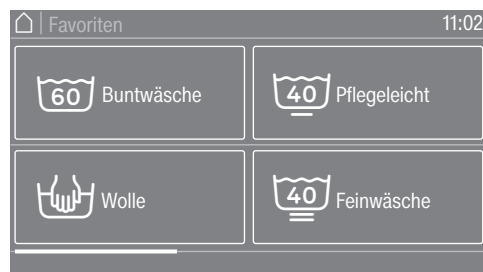 Favoriten 11:02
60 Buntwäsche
40 Pflegeleicht
Wolle
40 Feinwäsche